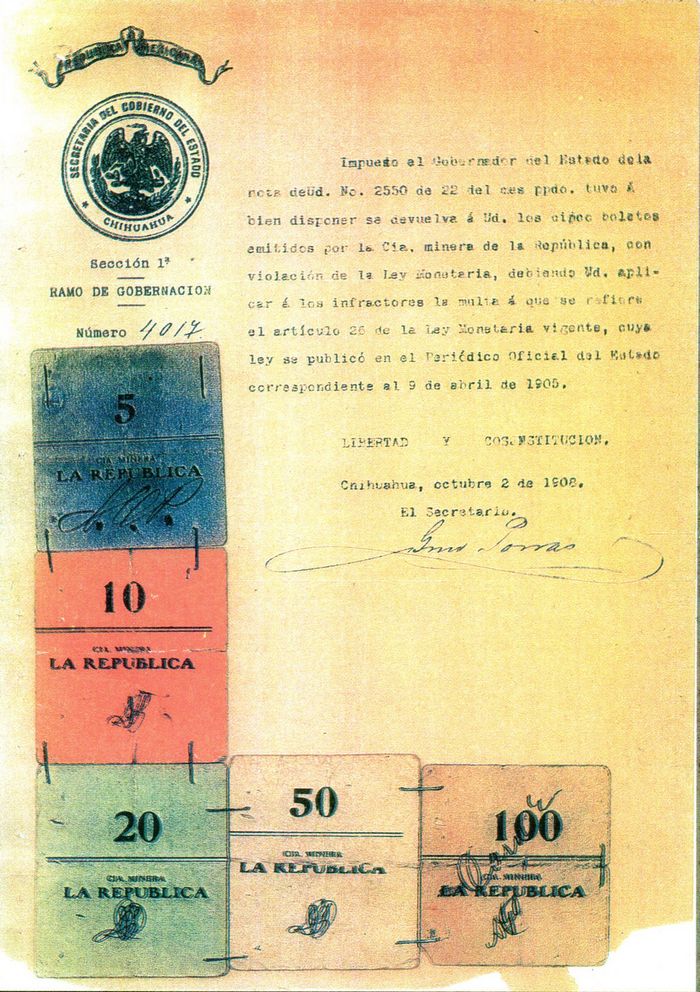 REPUBLICA MEXICANA
SECRETARIA DEL GOBIERNO DEL ESTADO
* CHIHUAHUA *
Sección 1ª
RAMO DE GOBERNACION
Número 4017.
Impuesto el Gobernador del Estado dela
nota deUd. No. 2550 de 22 del mes ppdo. tuvo á
bien disponer se devuelva á Ud. los cinco boletos
emitidos por la Cia. minera de la República, con
violación de la Ley Monetaria, debiendo Ud. apli-
car á los infractores la multa á que se refiere
el artículo 26 de la Ley Monetaria vigente, cuya
ley se publicó en el Periódico Oficial del Estado
correspondiente al 9 de abril de 1905.
LIBERTAD Y COSNSTITUCION.
Chihuahua, octubre 2 de 1908.
El Secretario.
Porras
5
CIA. MINERA
LA REPUBLICA
10
CIA. MINERA
LA REPUBLICA
20
CIA. MINERA
LA REPUBLICA
50
CIA. MINERA
LA REPUBLICA
100
CIA. MINERA
LA REPUBLICA